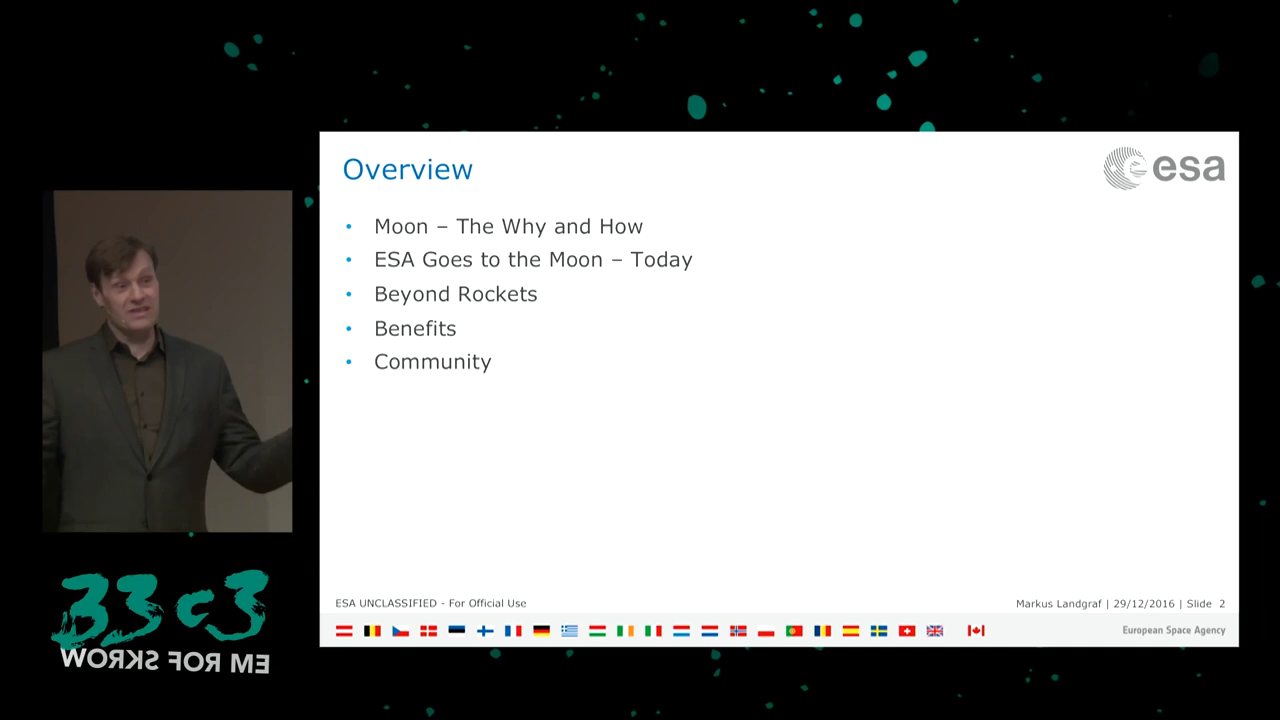 Overview
esa
• Moon – The Why and How
• ESA Goes to the Moon – Today
• Beyond Rockets
• Benefits
• Community
33c3
WORKS FOR ME
ESA UNCLASSIFIED - For Official Use
Markus Landgraf | 29/12/2016 | Slide 2
European Space Agency